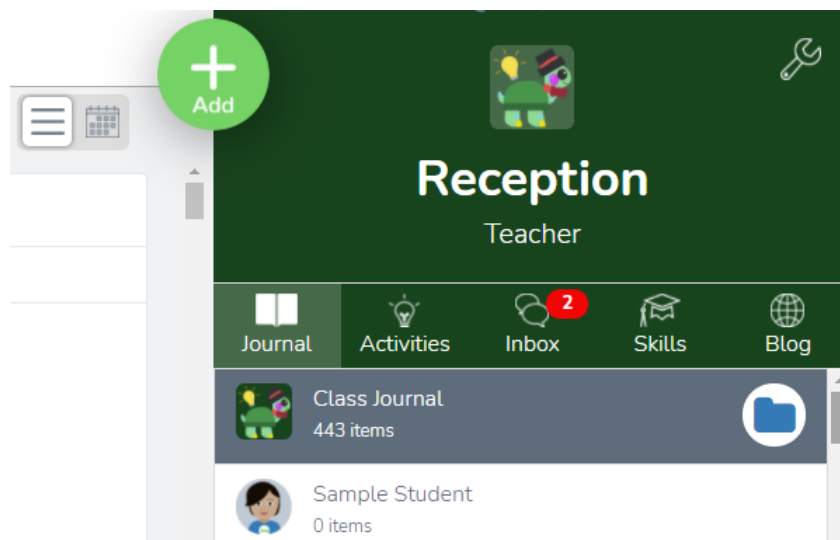 Add
Reception
Teacher
2
Journal Activities Inbox Skills Blog
Class Journal
443 items
Sample Student
0 items